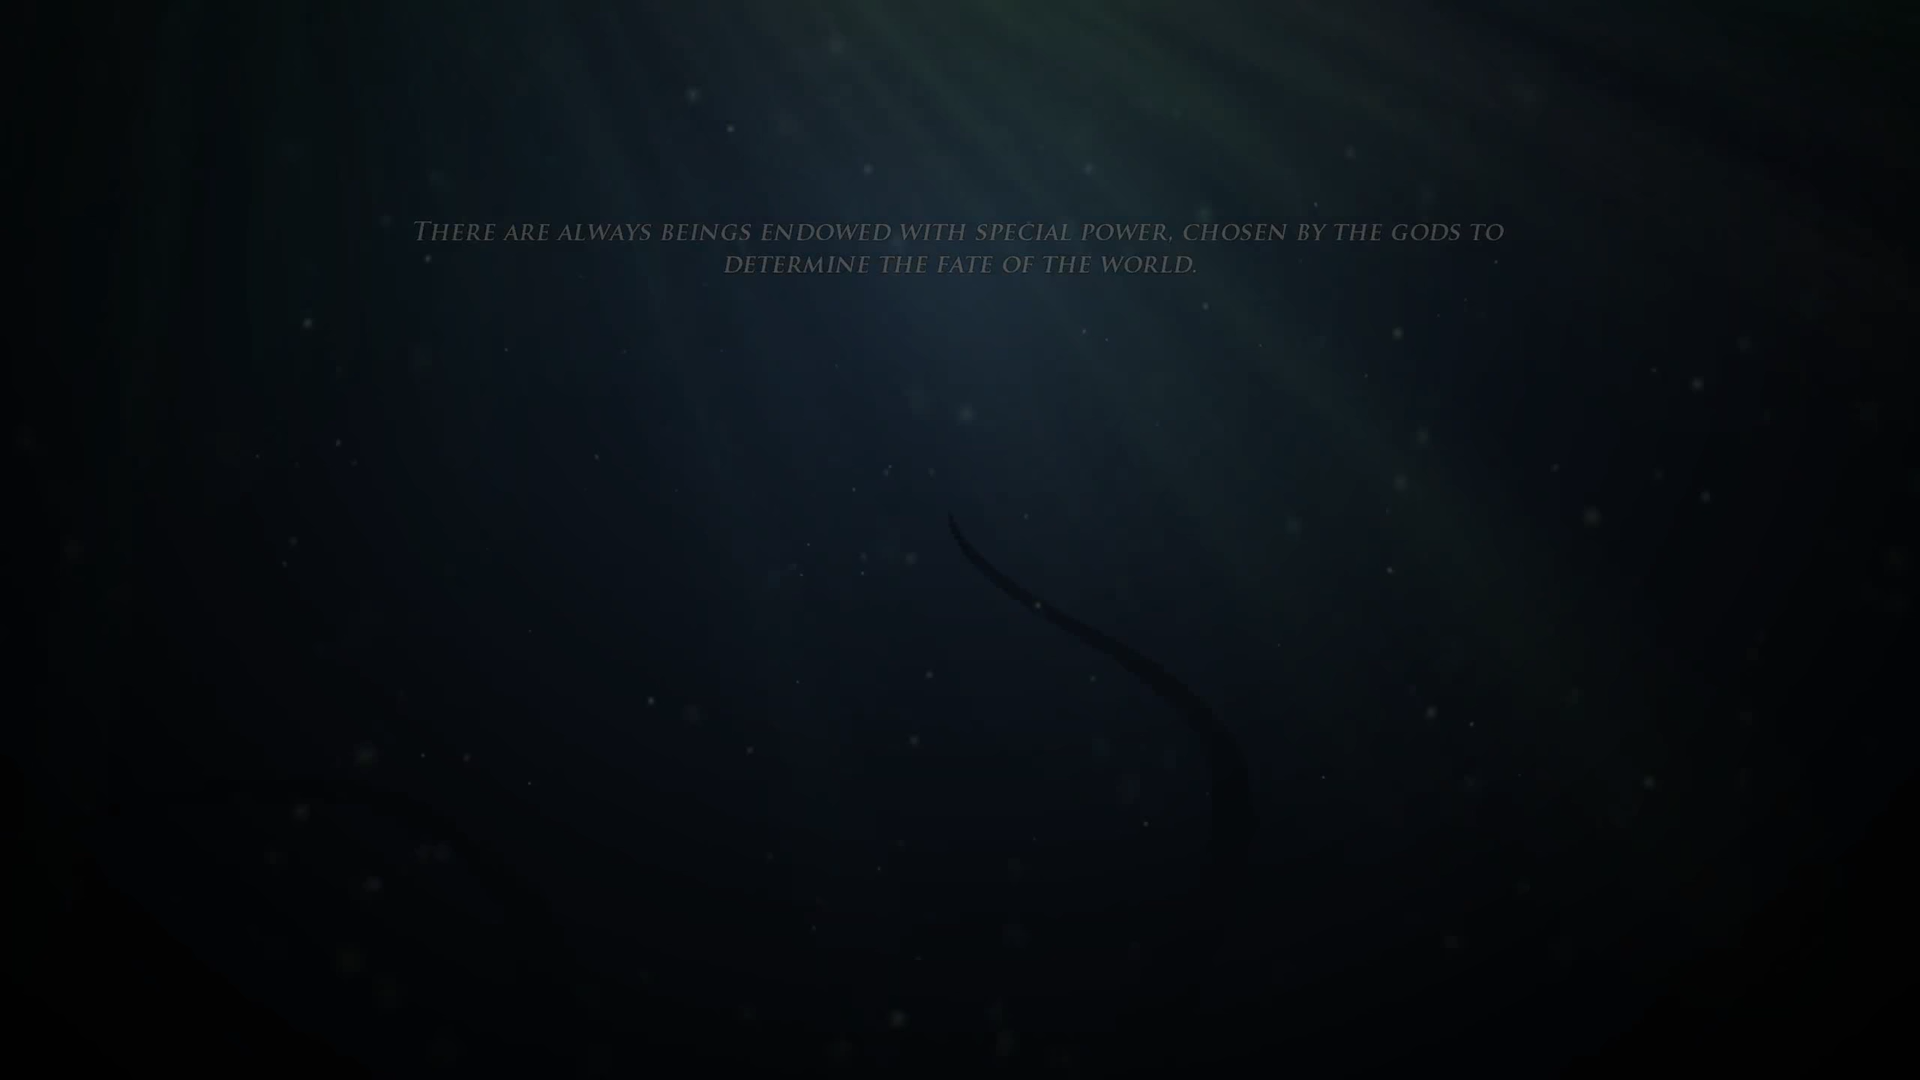 There are always beings endowed with special power, chosen by the gods to
determine the fate of the world.